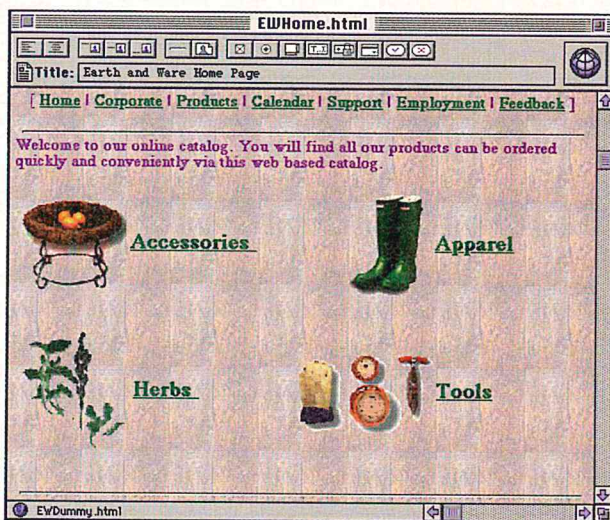 EWHome.html
Title: Earth and Ware Home Page
[ Home | Corporate | Products | Calendar | Support | Employment | Feedback ]
Welcome to our online catalog. You will find all our products can be ordered
quickly and conveniently via this web based catalog.
Accessories
Apparel
Herbs
Tools
EWDummy.html